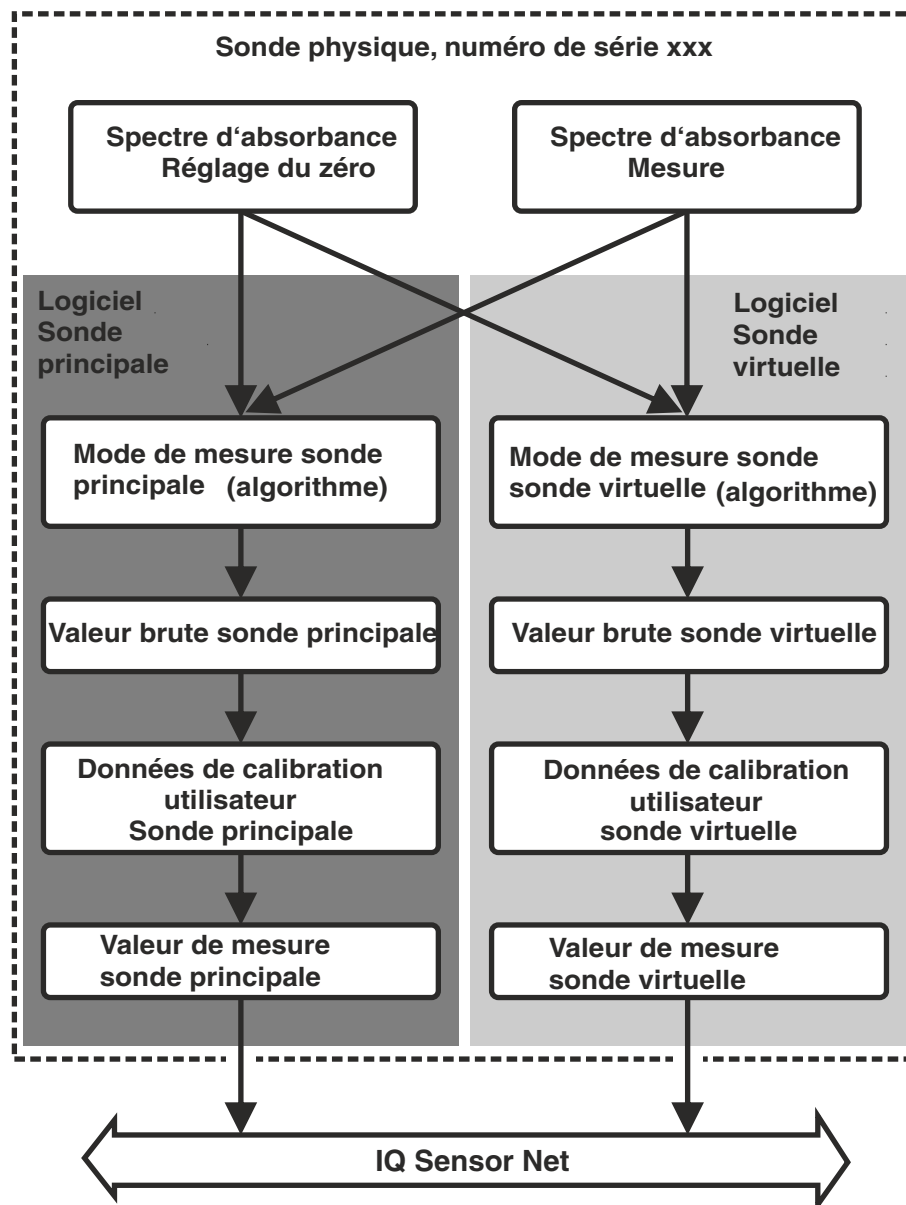 Sonde physique, numéro de série xxx
Spectre d‘absorbance
Réglage du zéro
Spectre d‘absorbance
Mesure
Logiciel
Sonde
principale
Logiciel
Sonde
virtuelle
Mode de mesure sonde
principale (algorithme)
Mode de mesure sonde
sonde virtuelle (algorithme)
Valeur brute sonde principale
Valeur brute sonde virtuelle
Données de calibration
utilisateur
Sonde principale
Données de calibration
utilisateur
sonde virtuelle
Valeur de mesure
sonde principale
Valeur de mesure
sonde virtuelle
IQ Sensor Net